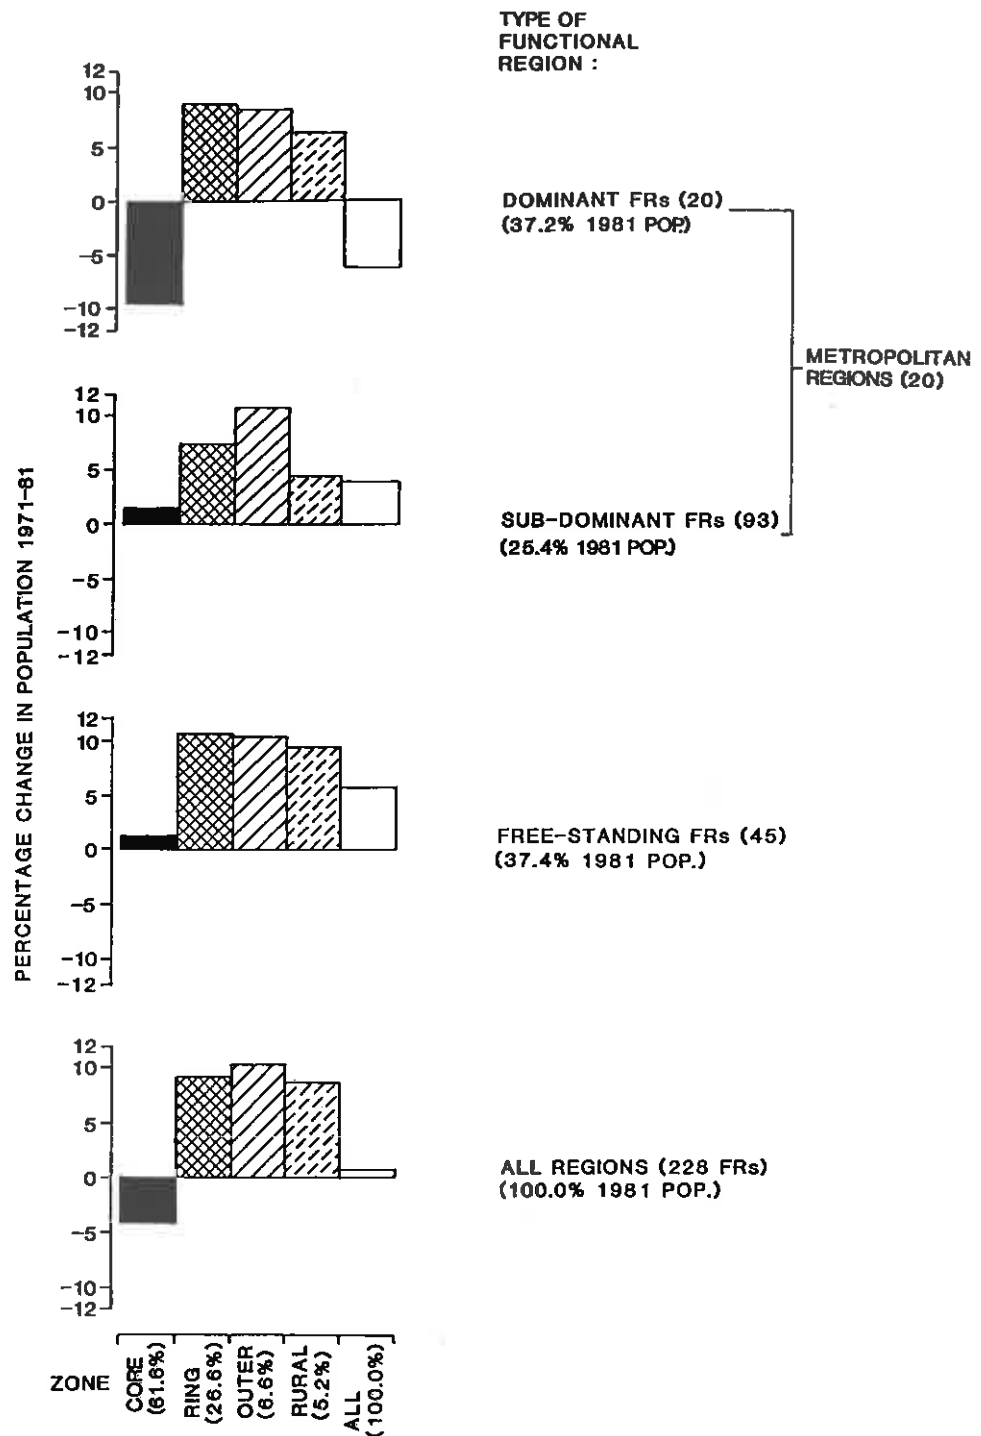 TYPE OF
FUNCTIONAL
REGION :
12
10
5
0
−5
−10
−12
DOMINANT FRs (20)
(37.2% 1981 POP.)
METROPOLITAN
REGIONS (20)
12
10
5
0
−5
−10
−12
SUB-DOMINANT FRs (93)
(25.4% 1981 POP.)
PERCENTAGE CHANGE IN POPULATION 1971-81
12
10
5
0
−5
−10
−12
FREE-STANDING FRs (45)
(37.4% 1981 POP.)
12
10
5
0
−5
−10
−12
ALL REGIONS (228 FRs)
(100.0% 1981 POP.)
ZONE
CORE
(61.6%)
RING
(26.6%)
OUTER
(6.6%)
RURAL
(5.2%)
ALL
(100.0%)